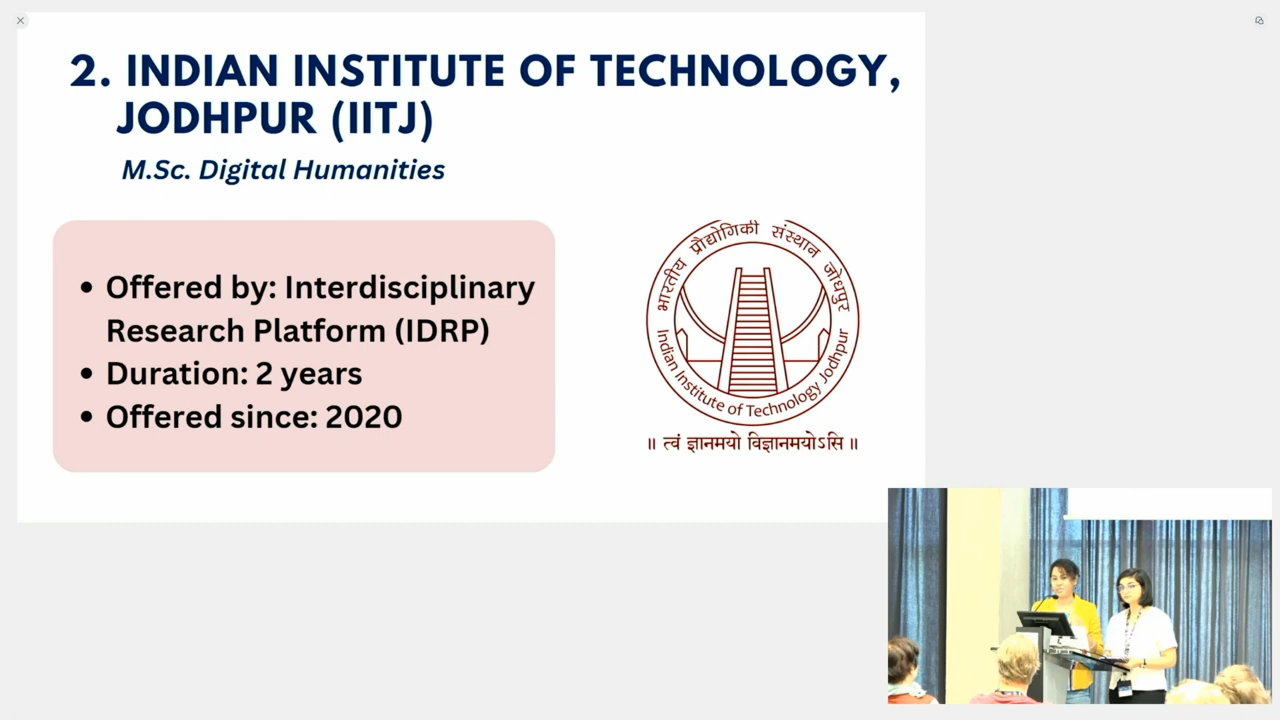 2. INDIAN INSTITUTE OF TECHNOLOGY,
JODHPUR (IITJ)
M.Sc. Digital Humanities
• Offered by: Interdisciplinary
Research Platform (IDRP)
• Duration: 2 years
• Offered since: 2020
भारतीय प्रौद्योगिकी संस्थान जोधपुर
Indian Institute of Technology Jodhpur
॥ त्वं ज्ञानमयो विज्ञानमयोऽसि ॥